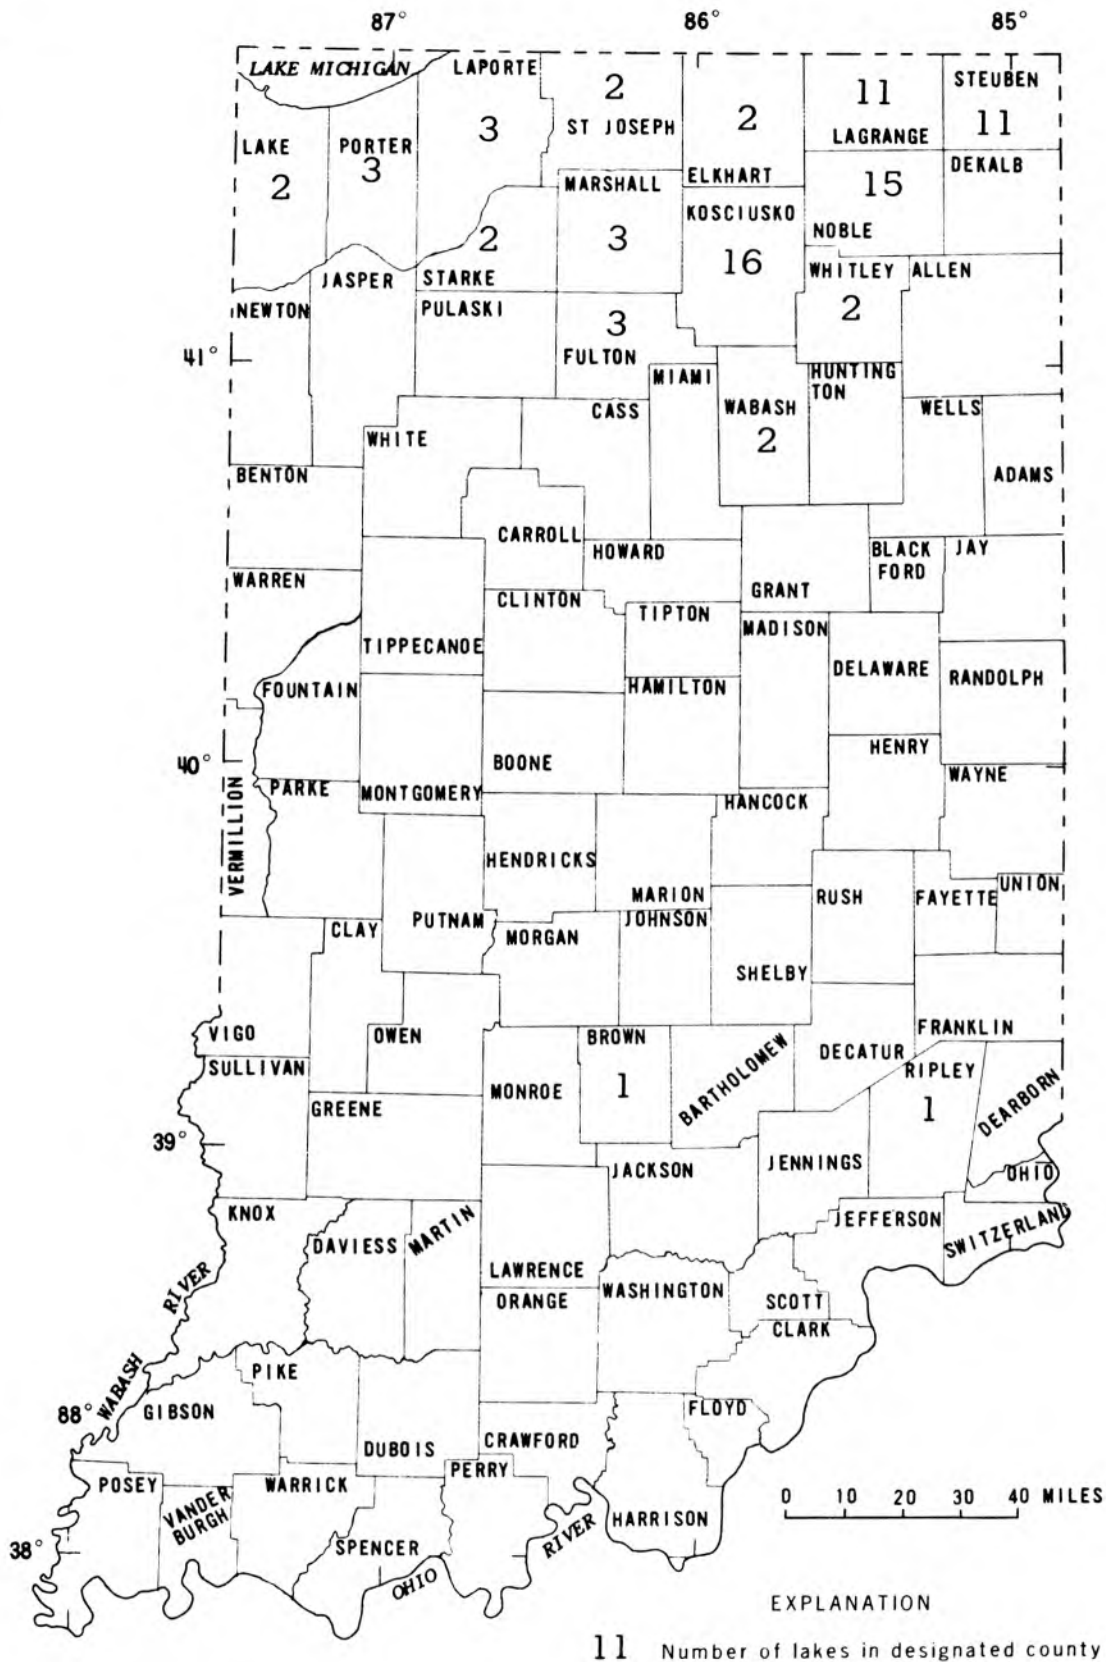 87° 86° 85°
LAKE MICHIGAN LAPORTE 2 STEUBEN
11
3 ST JOSEPH 2 LAGRANGE 11
LAKE PORTER
2 3 MARSHALL ELKHART 15 DEKALB
KOSCIUSKO
2 3 NOBLE
16 WHITLEY ALLEN
JASPER STARKE
NEWTON PULASKI 3 2
41° FULTON MIAMI HUNTING
TON
CASS WABASH WELLS
2
WHITE
BENTON ADAMS
CARROLL HOWARD BLACK
FORD JAY
WARREN CLINTON GRANT
TIPTON MADISON
TIPPECANOE DELAWARE
FOUNTAIN HAMILTON RANDOLPH
HENRY
40° BOONE
PARKE MONTGOMERY HANCOCK WAYNE
VERMILLION
HENDRICKS
MARION RUSH FAYETTE UNION
CLAY PUTNAM MORGAN JOHNSON
SHELBY
VIGO OWEN BROWN DECATUR FRANKLIN
SULLIVAN BARTHOLOMEW RIPLEY
GREENE MONROE 1 1 DEARBORN
39°
JACKSON JENNINGS OHIO
KNOX DAVIESS MARTIN JEFFERSON SWITZERLAND
LAWRENCE WASHINGTON
ORANGE SCOTT
CLARK
WABASH RIVER
PIKE
88° GIBSON FLOYD
DUBOIS CRAWFORD
PERRY
POSEY WARRICK 0 10 20 30 40 MILES
VANDER
BURGH HARRISON
38° SPENCER
OHIO RIVER
EXPLANATION
11 Number of lakes in designated county